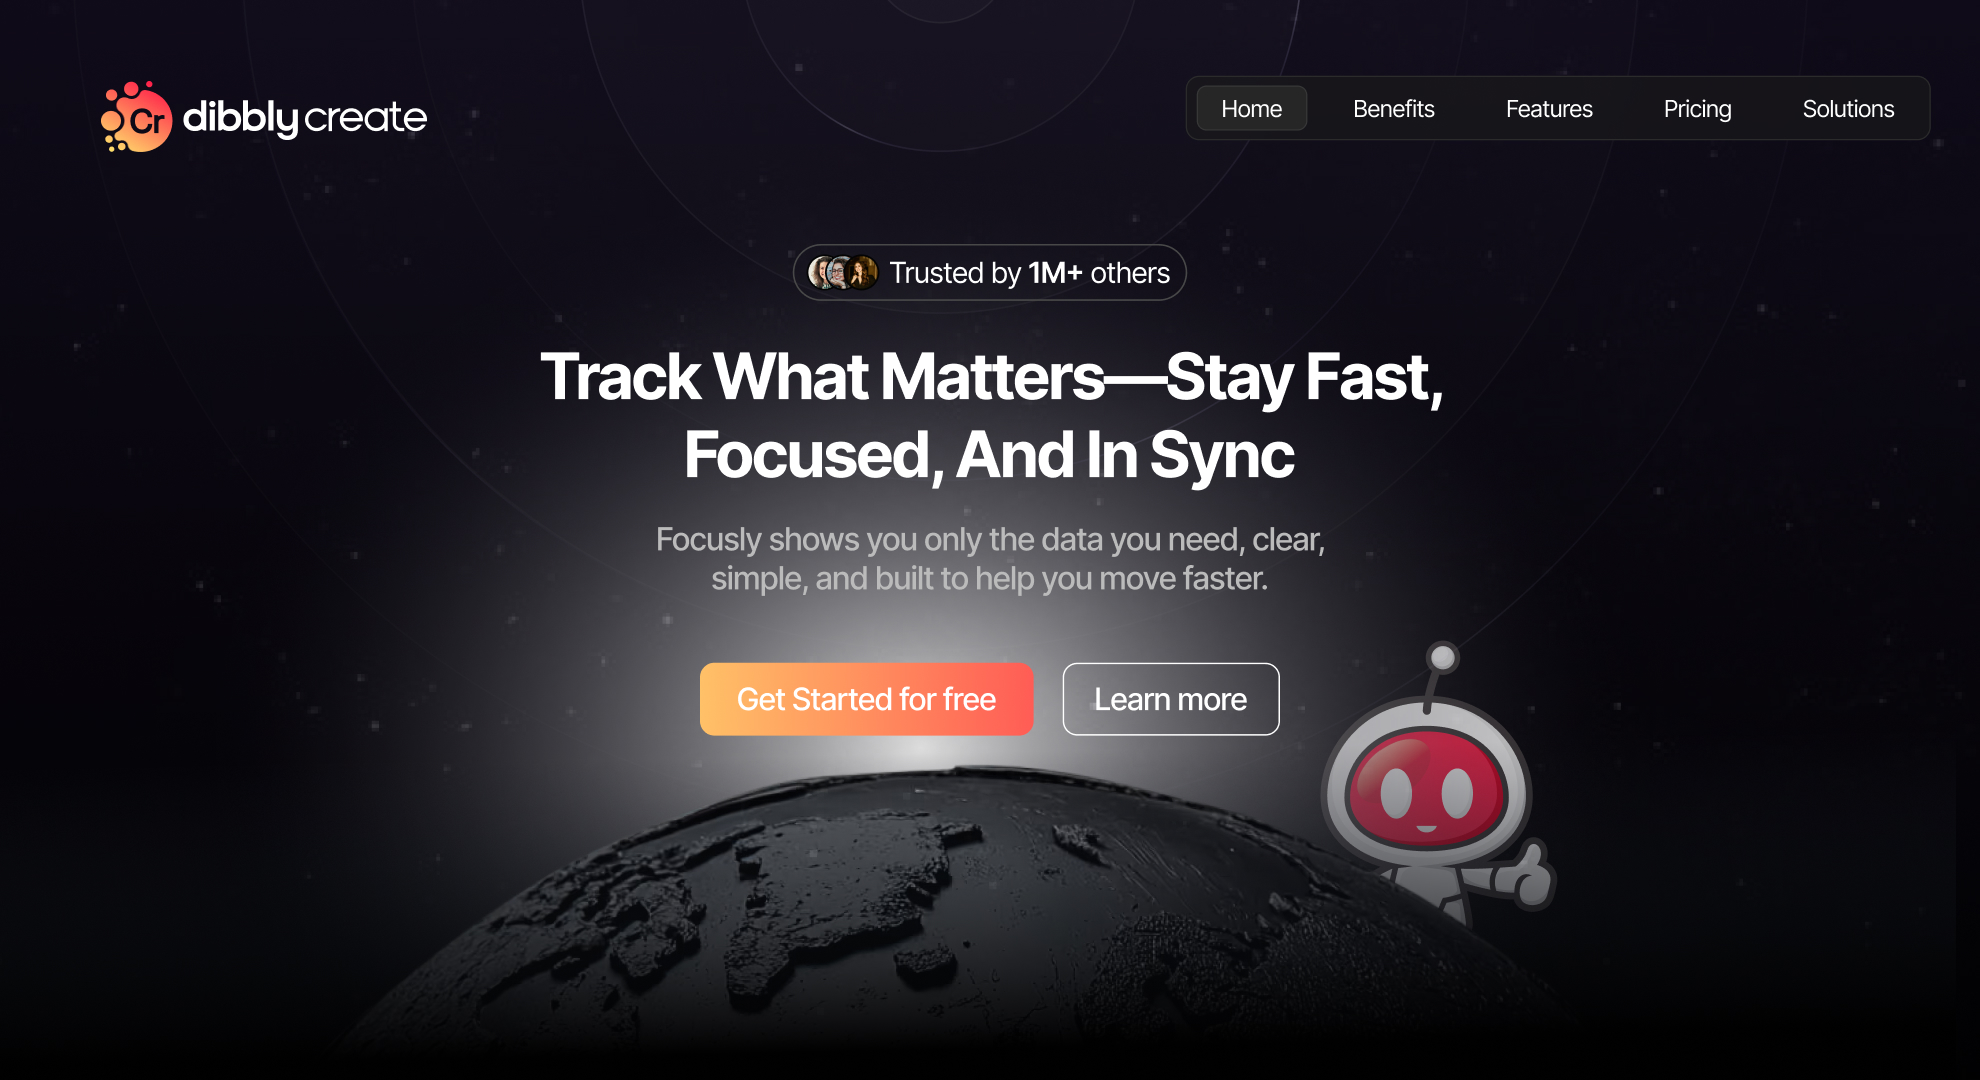 Cr dibbly create
Home Benefits Features Pricing Solutions
Trusted by 1M+ others
Track What Matters—Stay Fast,
Focused, And In Sync
Focusly shows you only the data you need, clear,
simple, and built to help you move faster.
Get Started for free Learn more